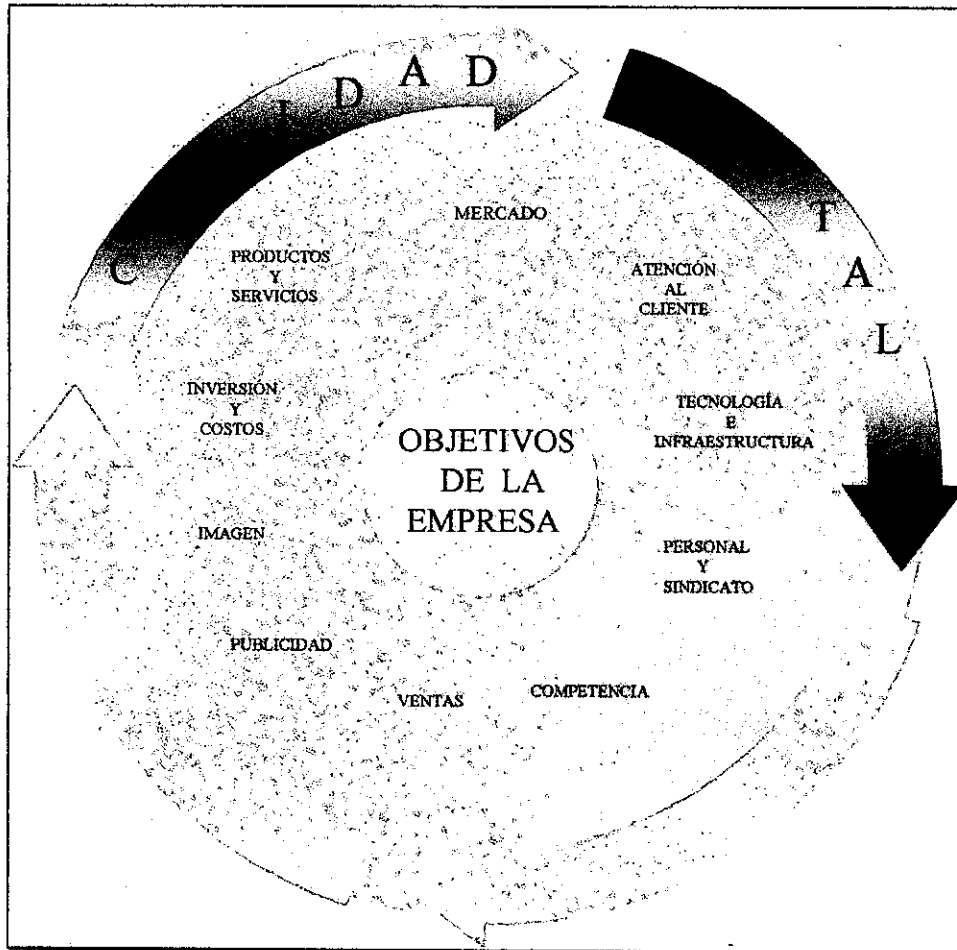 C I D A D
T A L
MERCADO
ATENCIÓN
AL
CLIENTE
TECNOLOGÍA
E
INFRAESTRUCTURA
PERSONAL
Y
SINDICATO
COMPETENCIA
VENTAS
PUBLICIDAD
IMAGEN
INVERSIÓN
Y
COSTOS
PRODUCTOS
Y
SERVICIOS
OBJETIVOS
DE LA
EMPRESA